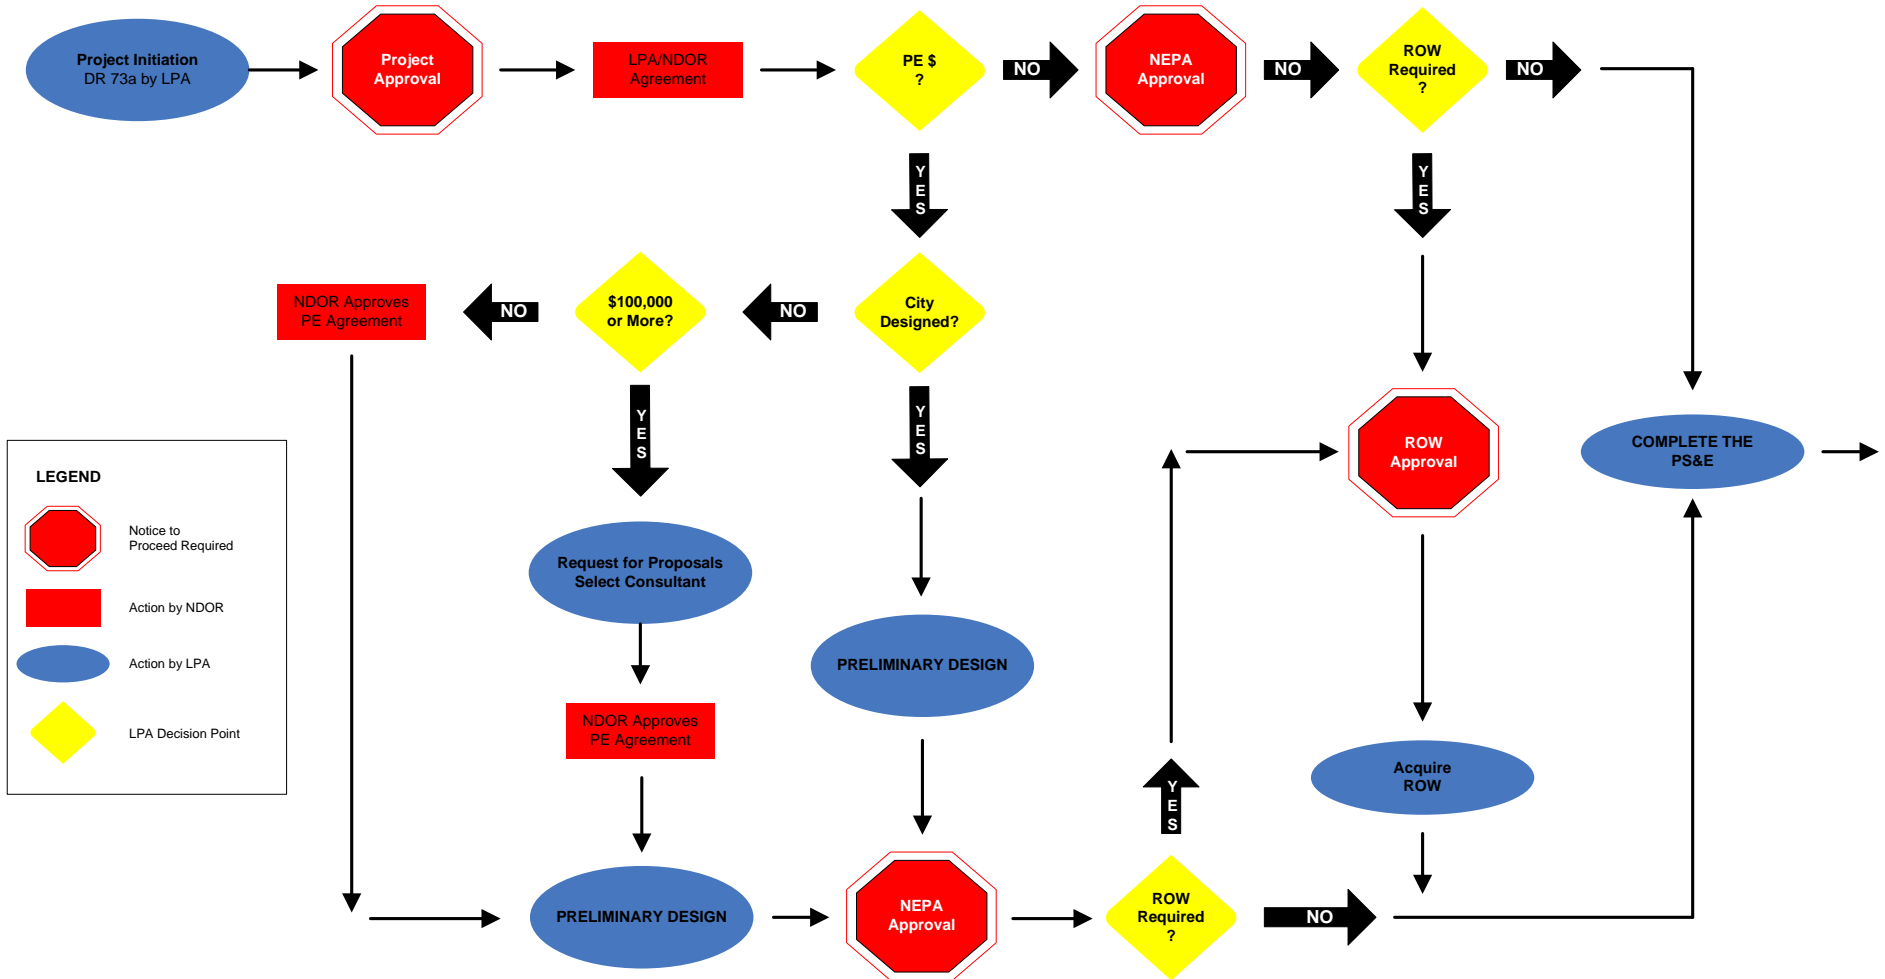 Project Initiation
DR 73a by LPA
Project
Approval
LPA/NDOR
Agreement
PE $
?
NO
NEPA
Approval
NO
ROW
Required
?
NO
YES
YES
NDOR Approves
PE Agreement
NO
$100,000
or More?
NO
City
Designed?
YES
YES
ROW
Approval
COMPLETE THE
PS&E
LEGEND
Notice to
Proceed Required
Action by NDOR
Action by LPA
LPA Decision Point
Request for Proposals
Select Consultant
PRELIMINARY DESIGN
NDOR Approves
PE Agreement
Acquire
ROW
YES
PRELIMINARY DESIGN
NEPA
Approval
ROW
Required
?
NO